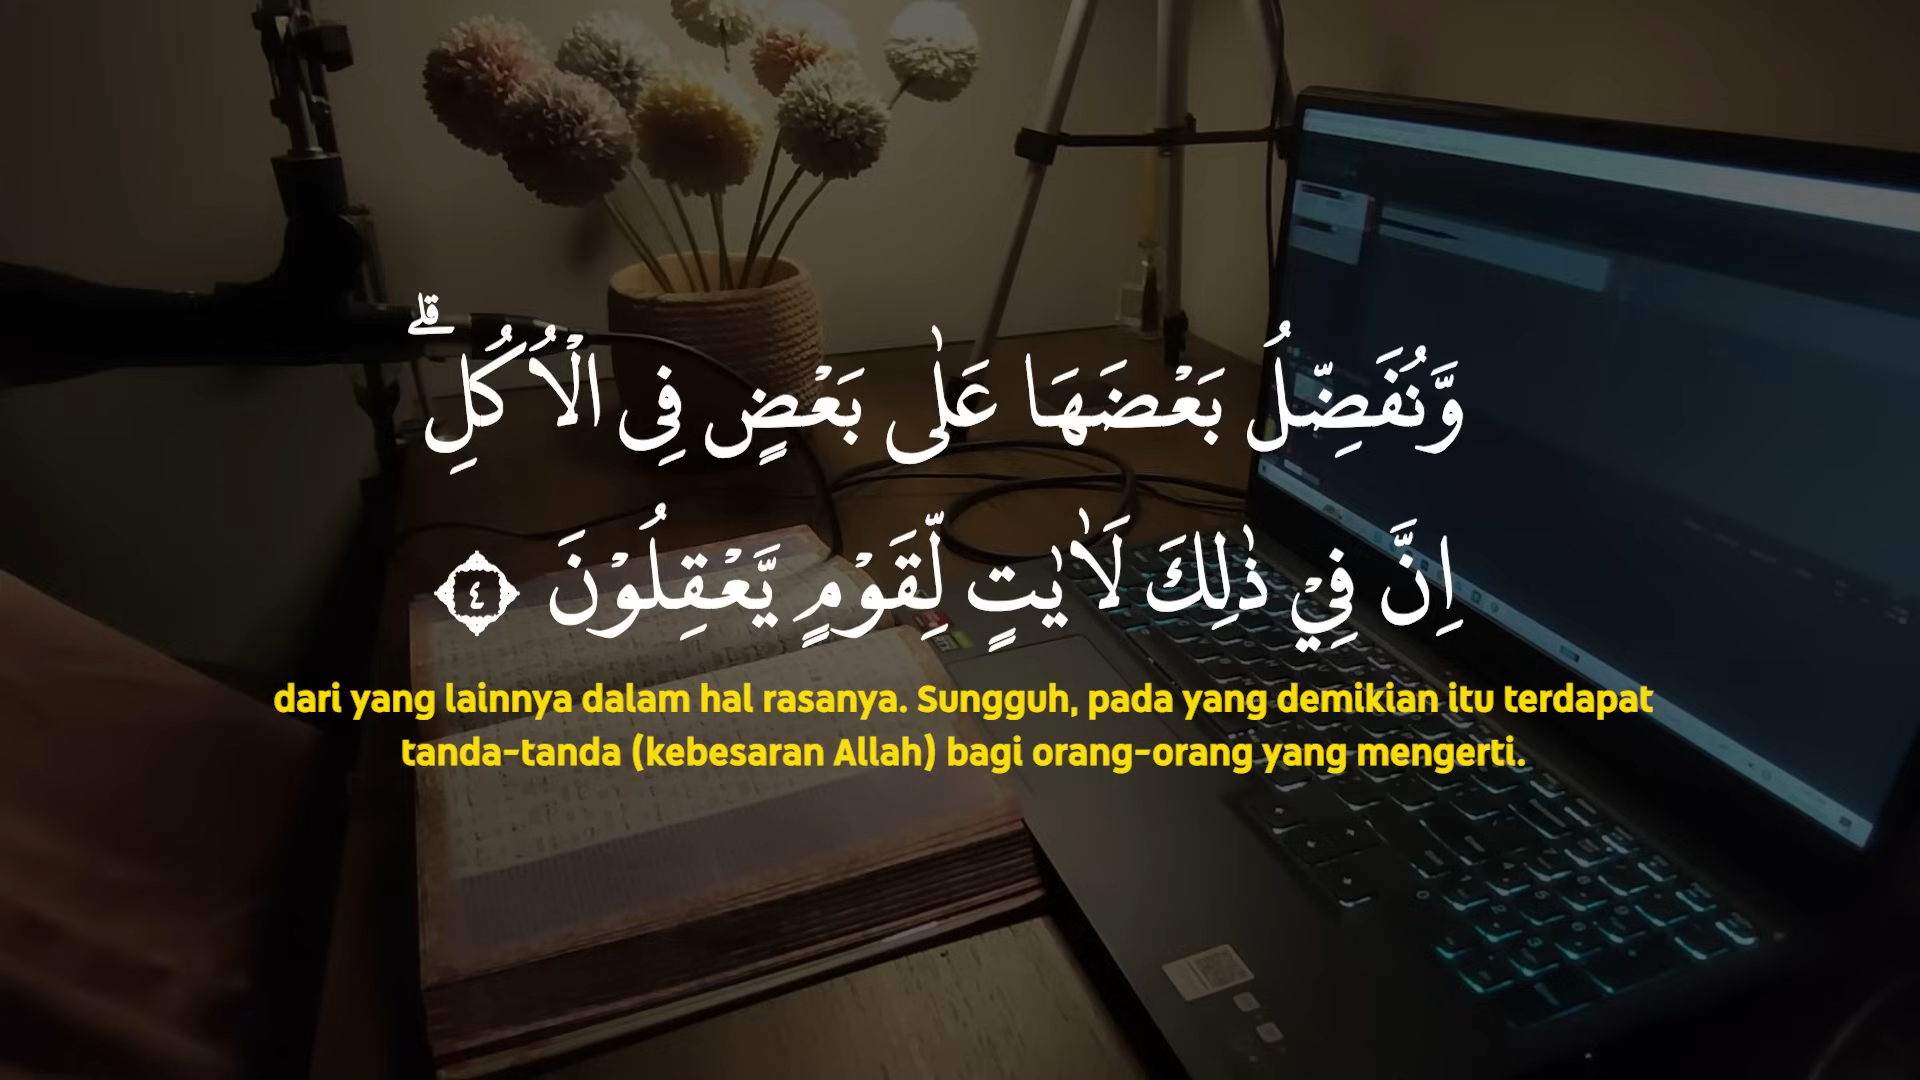 وَّنُفَضِّلُ بَعْضَهَا عَلٰى بَعْضٍ فِى الْاُكُلِۗ
اِنَّ فِيْ ذٰلِكَ لَاٰيٰتٍ لِّقَوْمٍ يَّعْقِلُوْنَ ٤
dari yang lainnya dalam hal rasanya. Sungguh, pada yang demikian itu terdapat
tanda-tanda (kebesaran Allah) bagi orang-orang yang mengerti.